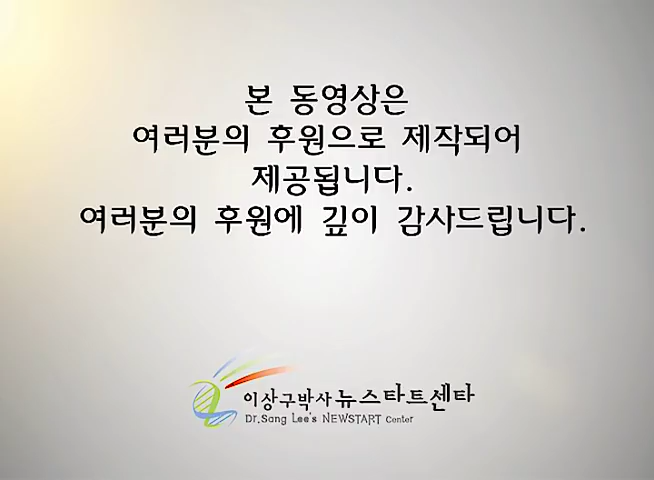 본 동영상은
여러분의 후원으로 제작되어
제공됩니다.
여러분의 후원에 깊이 감사드립니다.
이상구박사뉴스타트센타
Dr.Sang Lee's NEWSTART Center